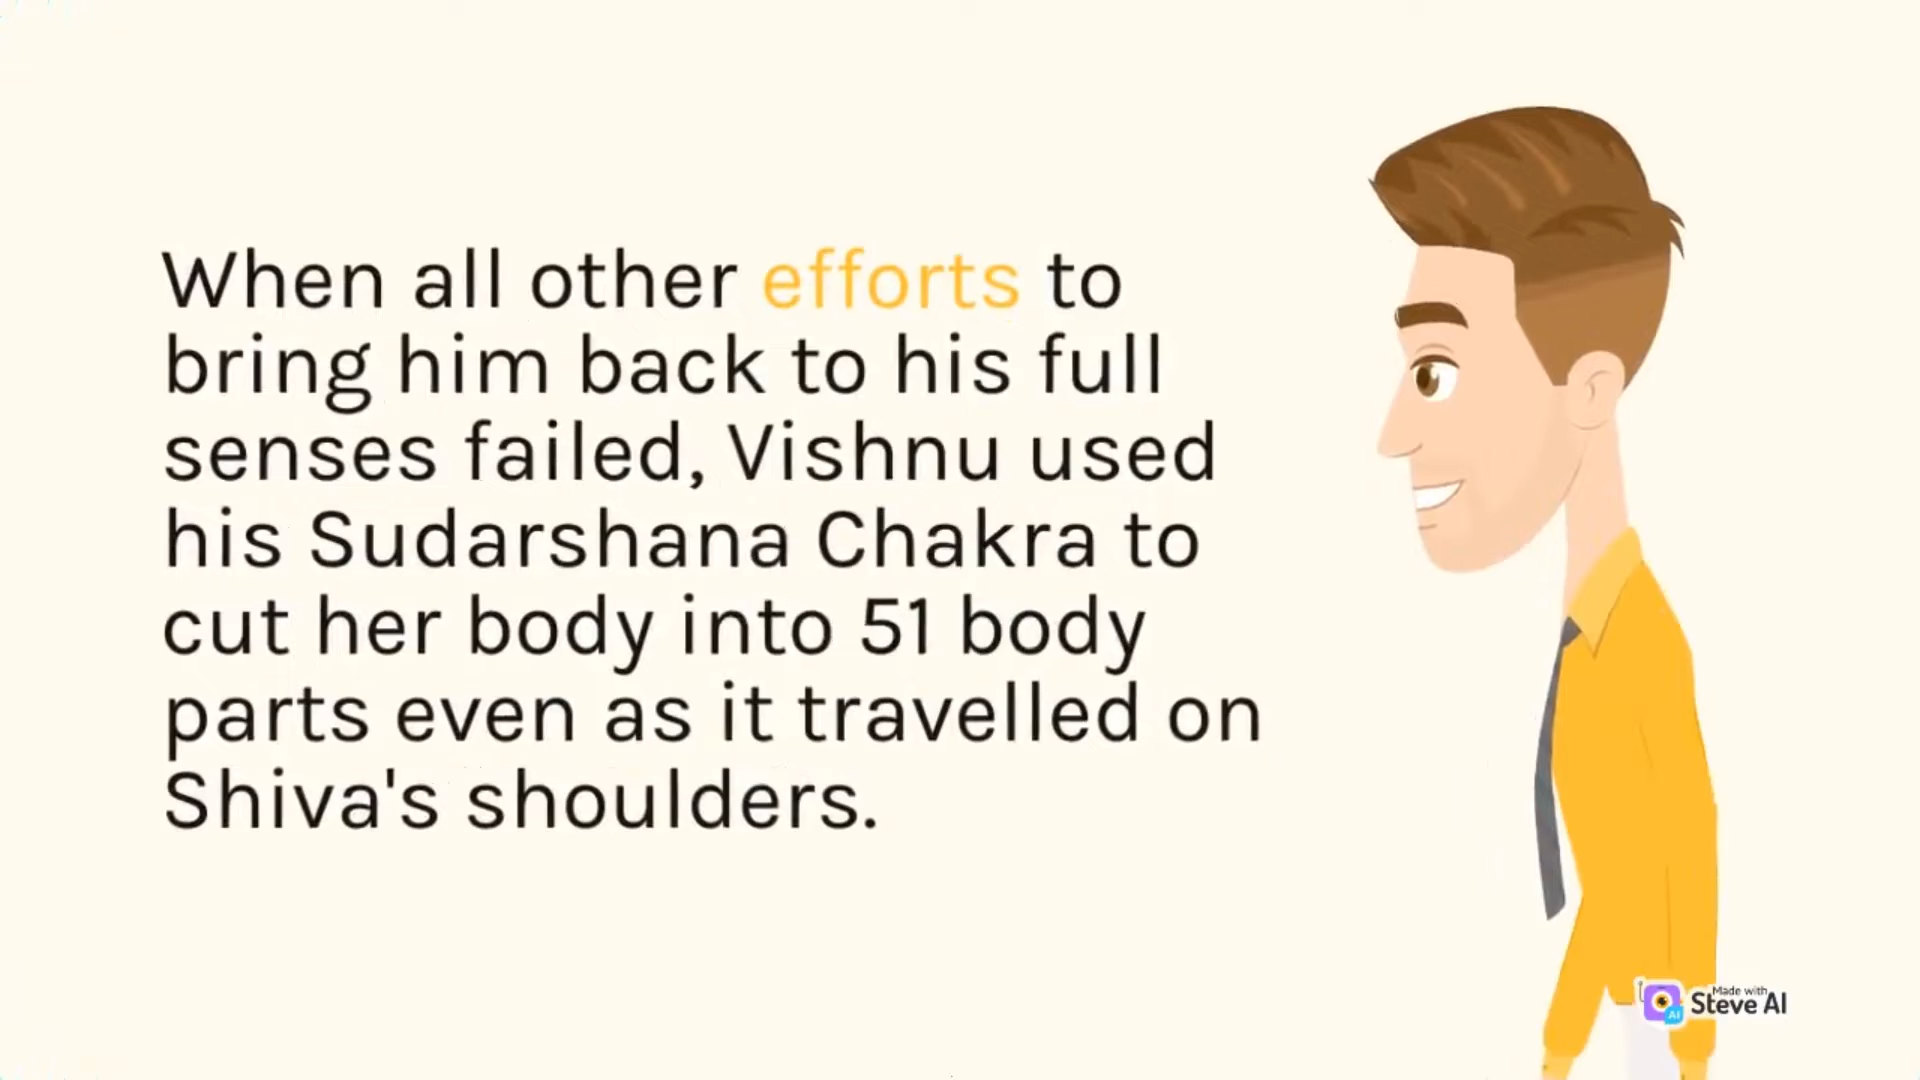 When all other efforts to
bring him back to his full
senses failed, Vishnu used
his Sudarshana Chakra to
cut her body into 51 body
parts even as it travelled on
Shiva's shoulders.
Made with
Steve AI
AI